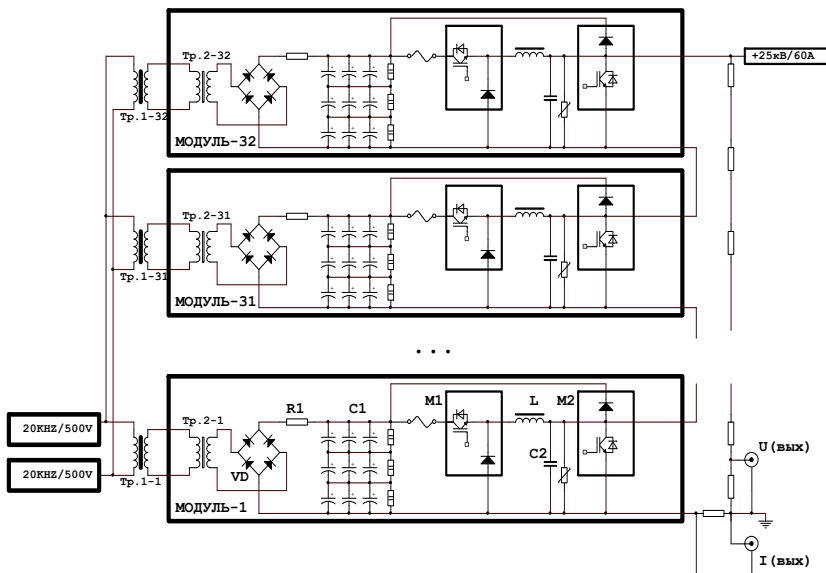 Тр.2-32
+25кВ/60А
Тр.1-32
МОДУЛЬ-32
Тр.2-31
Тр.1-31
МОДУЛЬ-31
...
R1 C1 M1 L M2
20KHZ/500V
Тр.2-1
U(вых)
C2
20KHZ/500V
VD
Тр.1-1
МОДУЛЬ-1
I(вых)